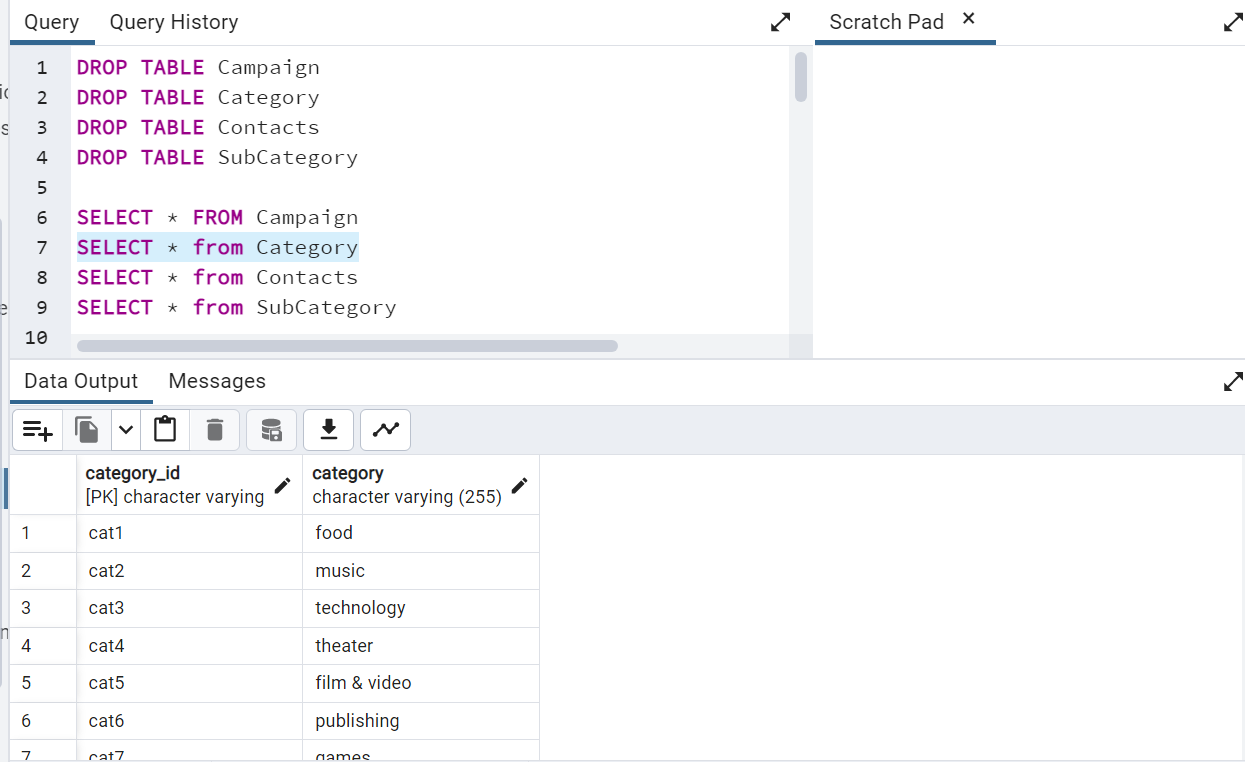 Query Query History
Scratch Pad ×
1 DROP TABLE Campaign
2 DROP TABLE Category
3 DROP TABLE Contacts
4 DROP TABLE SubCategory
5
6 SELECT * FROM Campaign
7 SELECT * from Category
8 SELECT * from Contacts
9 SELECT * from SubCategory
10
Data Output Messages
category_id category
[PK] character varying character varying (255)
1 cat1 food
2 cat2 music
3 cat3 technology
4 cat4 theater
5 cat5 film & video
6 cat6 publishing
7 cat7 games